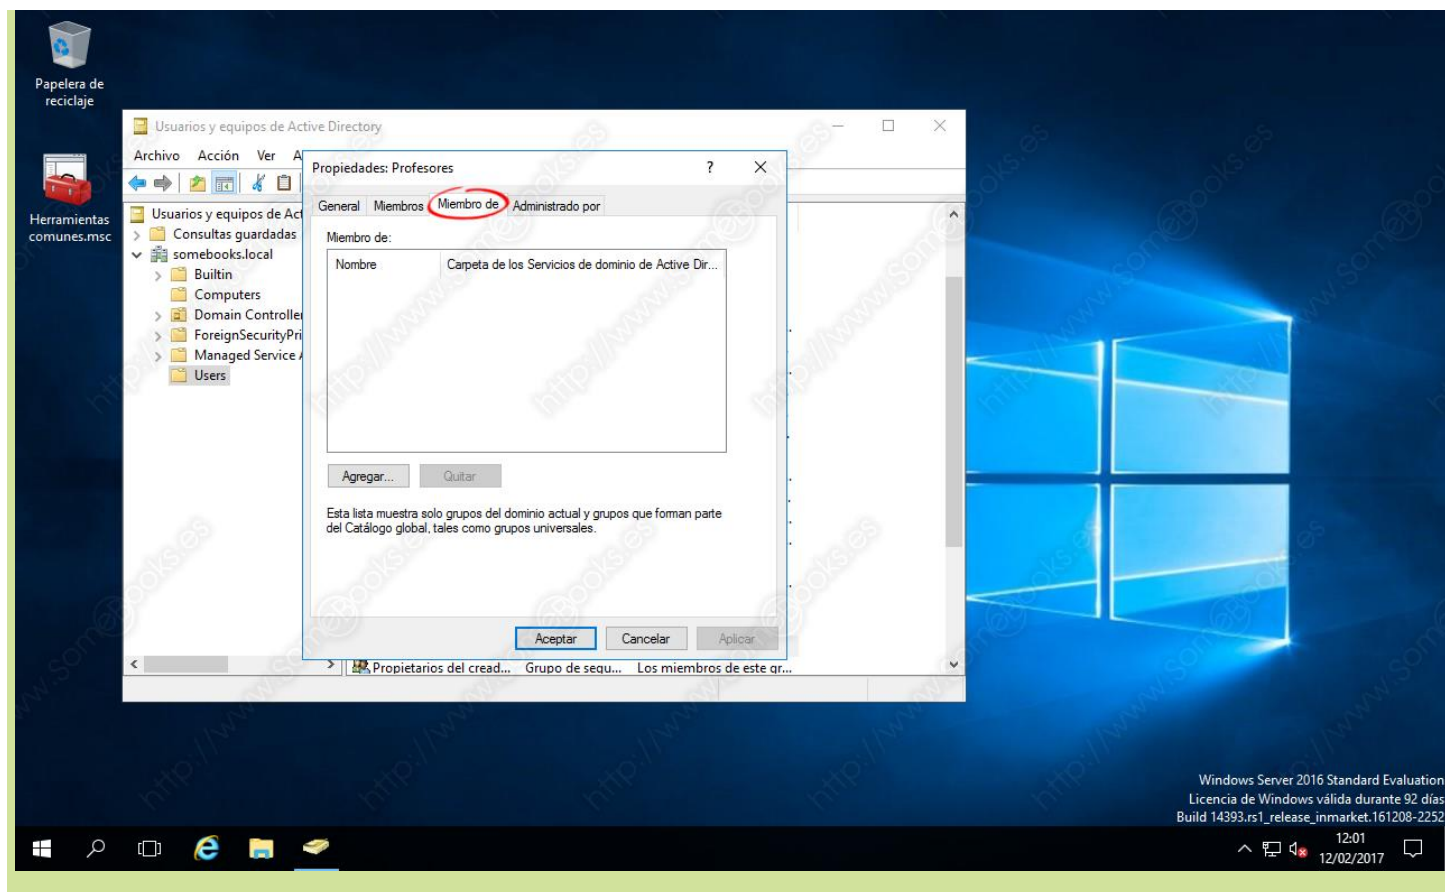 Papelera de
reciclaje
Herramientas
comunes.msc
Usuarios y equipos de Active Directory
Archivo Acción Ver A
Propiedades: Profesores
Usuarios y equipos de Act
Consultas guardadas
somebooks.local
Builtin
Computers
Domain Controller
ForeignSecurityPri
Managed Service A
Users
General Miembros Miembro de Administrado por
Miembro de:
Nombre Carpeta de los Servicios de dominio de Active Dir...
Agregar... Quitar
Esta lista muestra solo grupos del dominio actual y grupos que forman parte
del Catálogo global, tales como grupos universales.
Aceptar Cancelar Aplicar
Propietarios del cread... Grupo de segu... Los miembros de este gr...
Windows Server 2016 Standard Evaluation
Licencia de Windows válida durante 92 días
Build 14393.rs1_release_inmarket.161208-2252
12:01
12/02/2017
http://www.SomeBooks.es